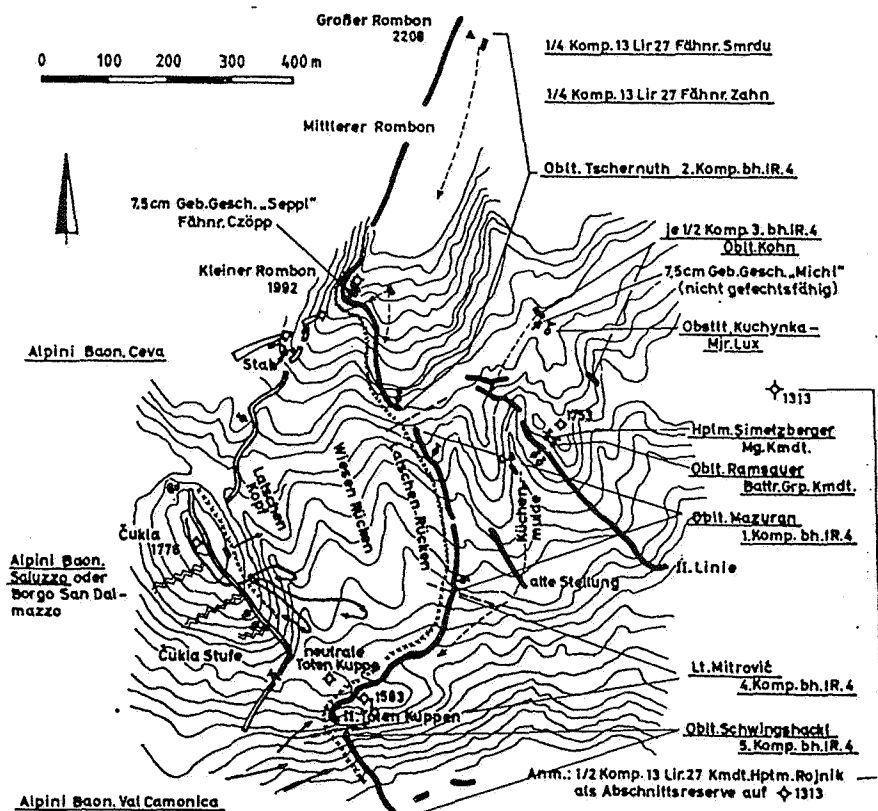 Großer Rombon
2208
0 100 200 300 400 m
Mittlerer Rombon
7,5cm Geb.Gesch. „Seppl"
Fähnr. Czöpp
Kleiner Rombon
1992
Alpini Baon. Ceva
Stab
Latschen
Kopf
Wiesen Rücken
Latschen-Rücken
Küchen-
mulde
Čukla
1776
Alpini Baon.
Saluzzo oder
Borgo San Dal-
mazzo
Čukla Stufe
neutrale
Toten Kuppe
1583
II. Toten Kuppen
alte Stellung
II. Linie
1753
Alpini Baon. Val Camonica
1/4 Komp. 13 Lir 27 Fähnr. Smrdu
1/4 Komp. 13 Lir 27 Fähnr. Zahn
Oblt. Tschernuth 2. Komp. bh. IR. 4
je 1/2 Komp. 3. bh. IR. 4
Oblt. Kohn
7,5cm Geb. Gesch. „Michl"
(nicht gefechtsfähig)
Obstlt. Kuchynka –
Mjr. Lux
1313
Hptm. Simetzberger
Mg. Kmdt.
Oblt. Ramsauer
Battr. Grp. Kmdt.
Oblt. Mazuran
1. Komp. bh. IR. 4
Lt. Mitrovič
4. Komp. bh. IR. 4
Oblt. Schwingshackl
5. Komp. bh. IR. 4
Anm.: 1/2 Komp. 13 Lir. 27 Kmdt. Hptm. Rojnik
als Abschnittsreserve auf 1313